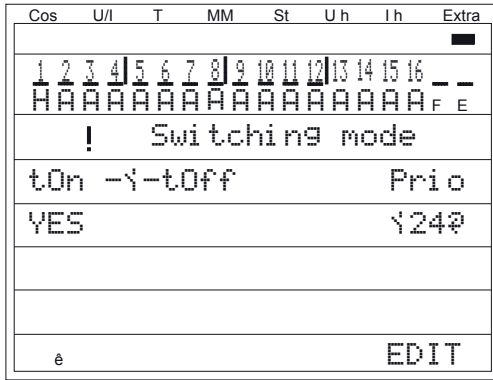 Cos U/I T MM St U h I h Extra
1 2 3 4 5 6 7 8 9 10 11 12 13 14 15 16
H A A A A A A A A A A A A A A A F E
! Switching mode
tOn -⑊-tOff Prio
YES 24
ê EDIT